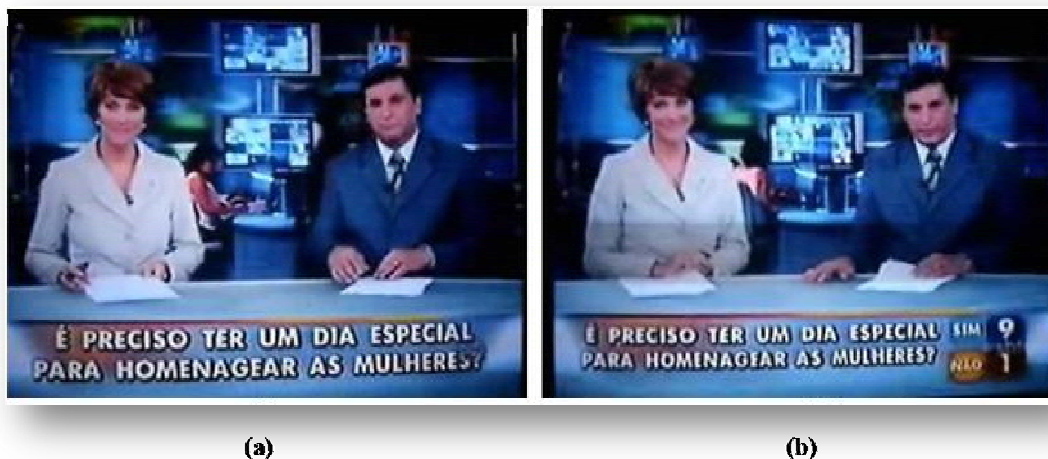 É PRECISO TER UM DIA ESPECIAL
PARA HOMENAGEAR AS MULHERES?
É PRECISO TER UM DIA ESPECIAL SIM 9
PARA HOMENAGEAR AS MULHERES? NÃO 1
(a)
(b)